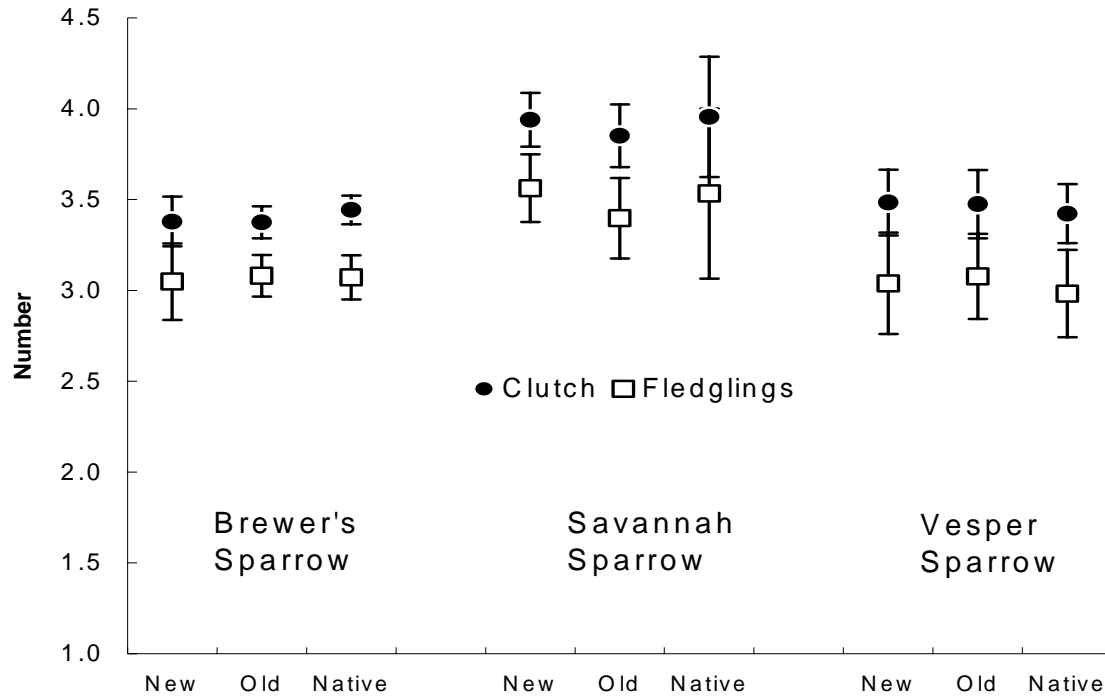 4.5
4.0
3.5
3.0
2.5
2.0
1.5
1.0
Number
Clutch Fledglings
Brewer's
Sparrow
Savannah
Sparrow
Vesper
Sparrow
New Old Native New Old Native New Old Native